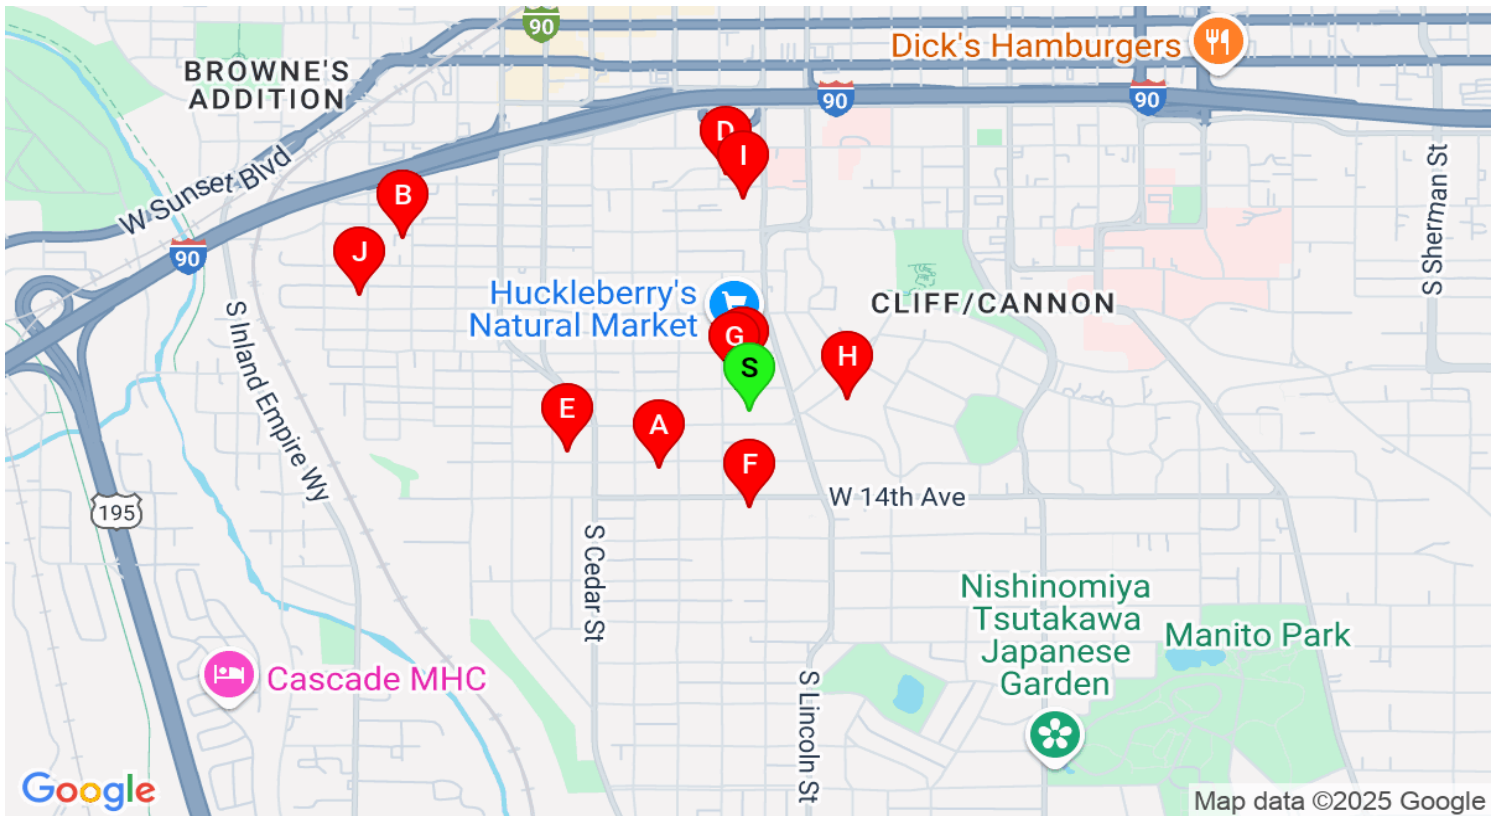 90
Dick's Hamburgers
BROWNE'S
ADDITION
90
90
D
I
W Sunset Blvd
B
S Sherman St
J
90
Huckleberry's
Natural Market
CLIFF/CANNON
G
H
S
S Inland Empire Wy
E
A
F
W 14th Ave
195
S Cedar St
Nishinomiya
Tsutakawa
Japanese
Garden
Manito Park
Cascade MHC
S Lincoln St
Google
Map data ©2025 Google